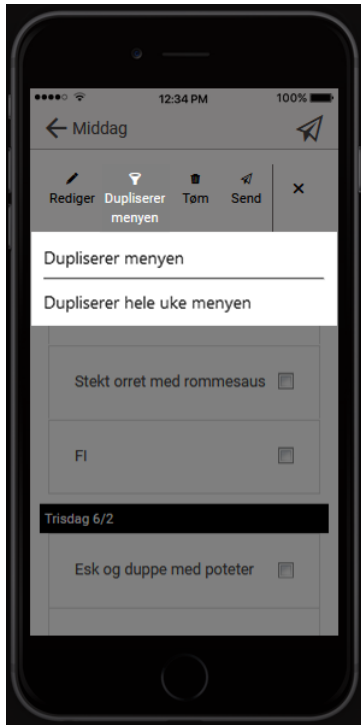 12:34 PM 100%
Middag
Rediger Dupliserer menyen Tøm Send
Dupliserer menyen
Dupliserer hele uke menyen
Stekt orret med rommesaus
FI
Trisdag 6/2
Esk og duppe med poteter